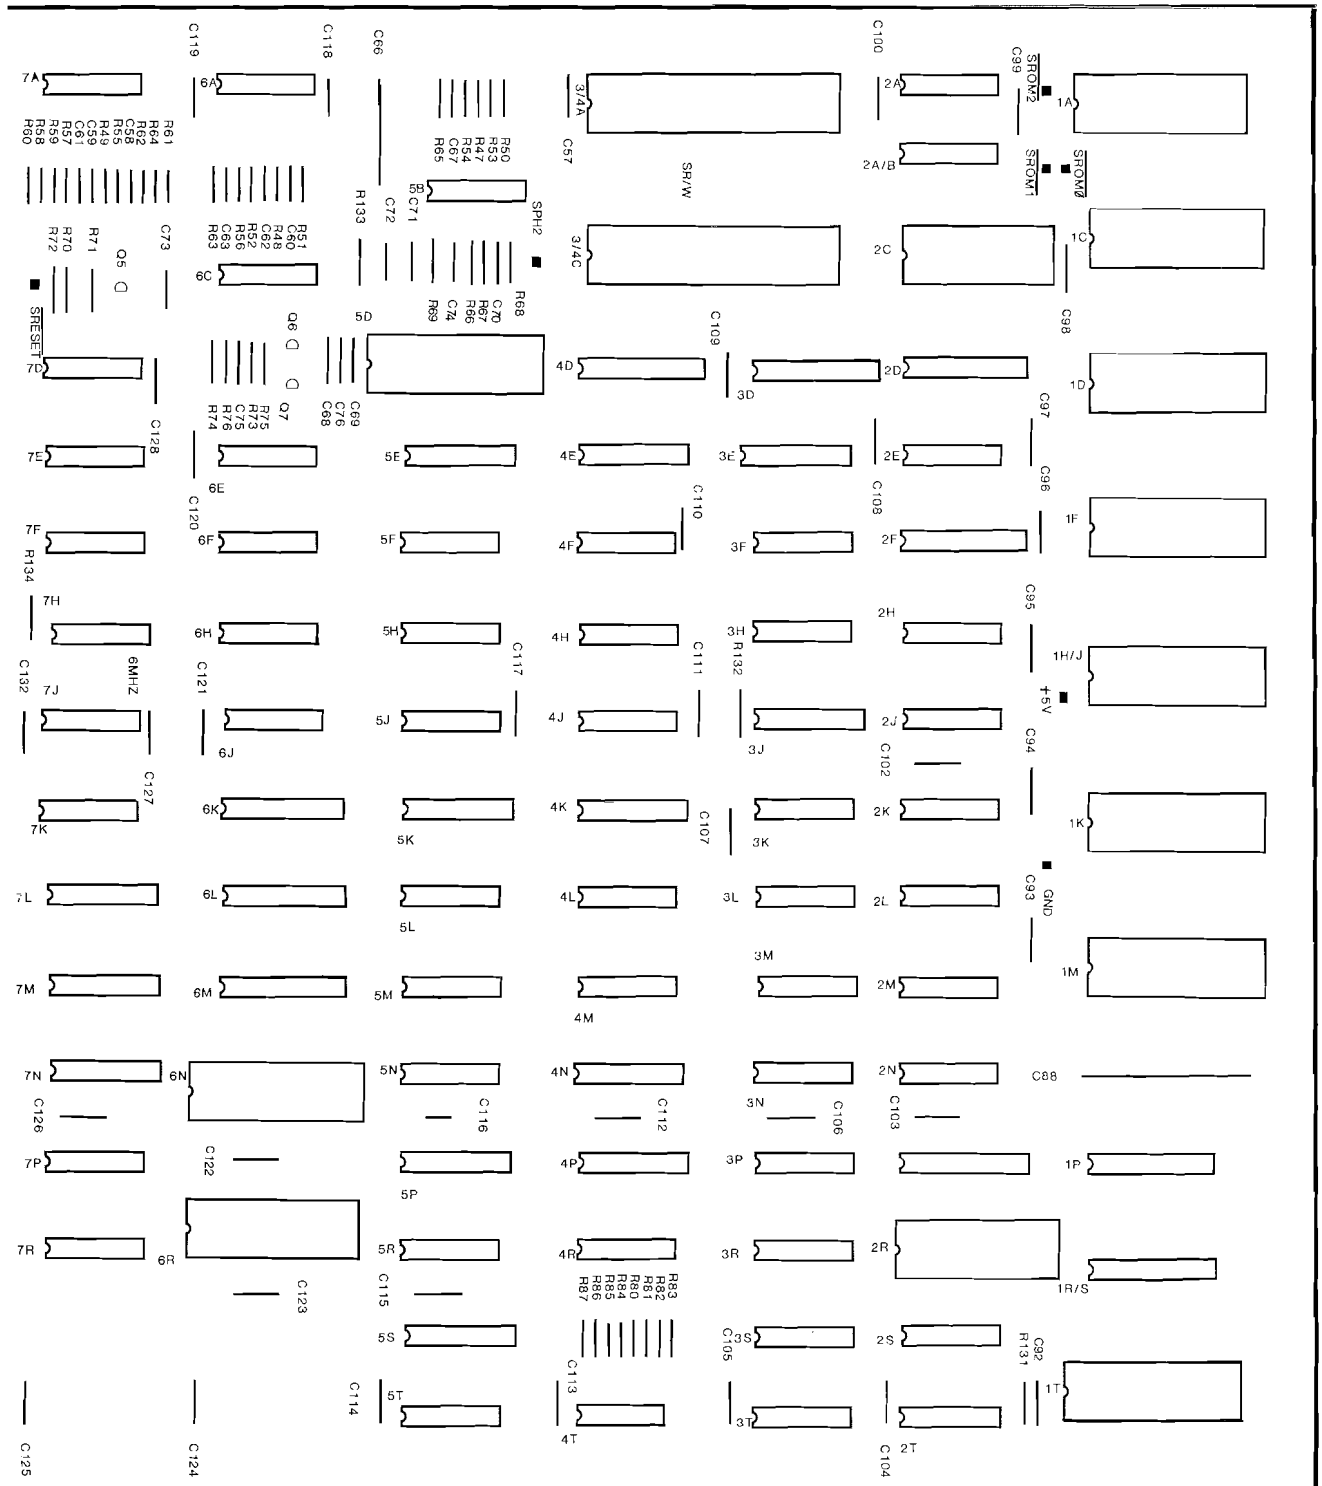 C119
C118
C66
C100
C99
SROM2
7A
6A
3/4A
2A
1A
R60
R58
R59
R57
C61
C59
R49
R55
C58
R62
R64
R61
R65
C67
R54
R47
R53
R50
C57
2A/B
SROM1
SROMØ
SR/W
5B
R133
C72
C71
SPH2
R72
R70
R71
Q5
C73
R63
C63
R56
R52
C62
R48
C60
R51
3/4C
2C
1C
6C
SRESET
Q6
5D
R69
C74
R66
R67
C70
R68
C109
C98
7D
4D
3D
2D
1D
C128
R74
R76
C75
R73
R75
Q7
C68
C76
C69
C97
7E
6E
5E
4E
3E
2E
C96
C120
C110
C108
7F
6F
5F
4F
3F
2F
1F
R134
7H
6H
5H
4H
3H
2H
C95
1H/J
C132
6MHZ
C121
C117
C111
R132
+5V
7J
6J
5J
4J
3J
2J
C102
C94
C127
C107
7K
6K
5K
4K
3K
2K
1K
7L
6L
5L
4L
3L
2L
C93
GND
7M
6M
5M
4M
3M
2M
1M
7N
6N
5N
4N
3N
2N
C88
C126
C116
C112
C106
C103
7P
C122
5P
4P
3P
1P
7R
6R
5R
4R
3R
2R
1R/S
C123
C115
R87
R86
R85
R84
R80
R81
R82
R83
5S
C105
3S
2S
R131
C92
C114
5T
C113
4T
3T
2T
1T
C125
C124
C104